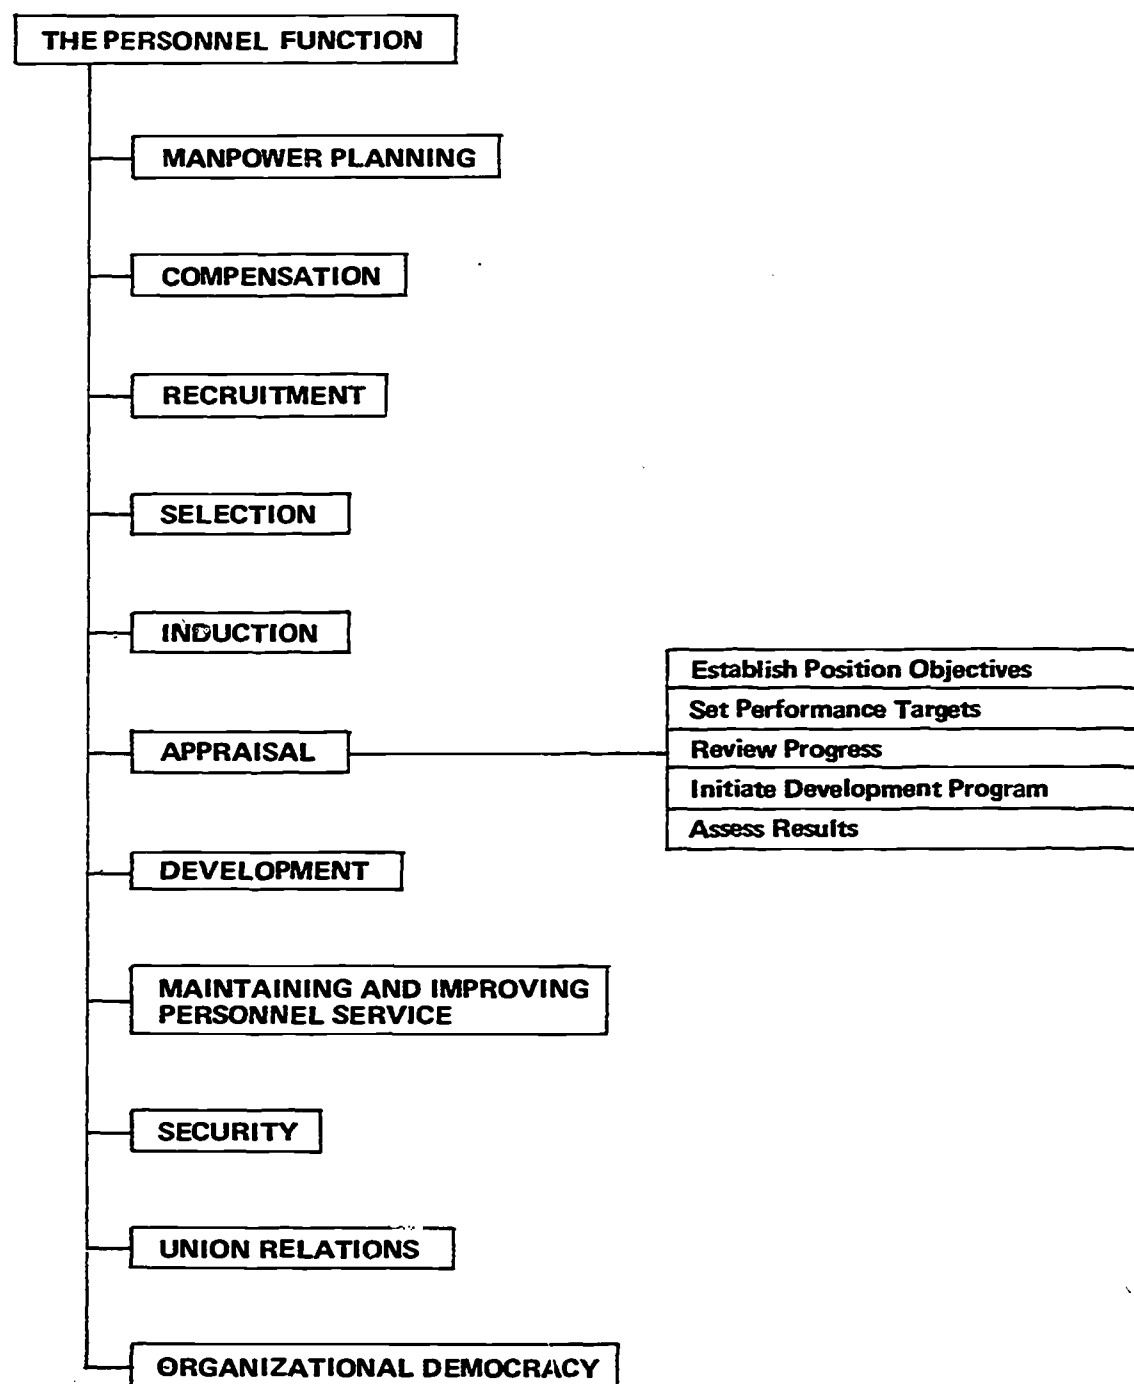 THE PERSONNEL FUNCTION
MANPOWER PLANNING
COMPENSATION
RECRUITMENT
SELECTION
INDUCTION
APPRAISAL
Establish Position Objectives
Set Performance Targets
Review Progress
Initiate Development Program
Assess Results
DEVELOPMENT
MAINTAINING AND IMPROVING
PERSONNEL SERVICE
SECURITY
UNION RELATIONS
ORGANIZATIONAL DEMOCRACY